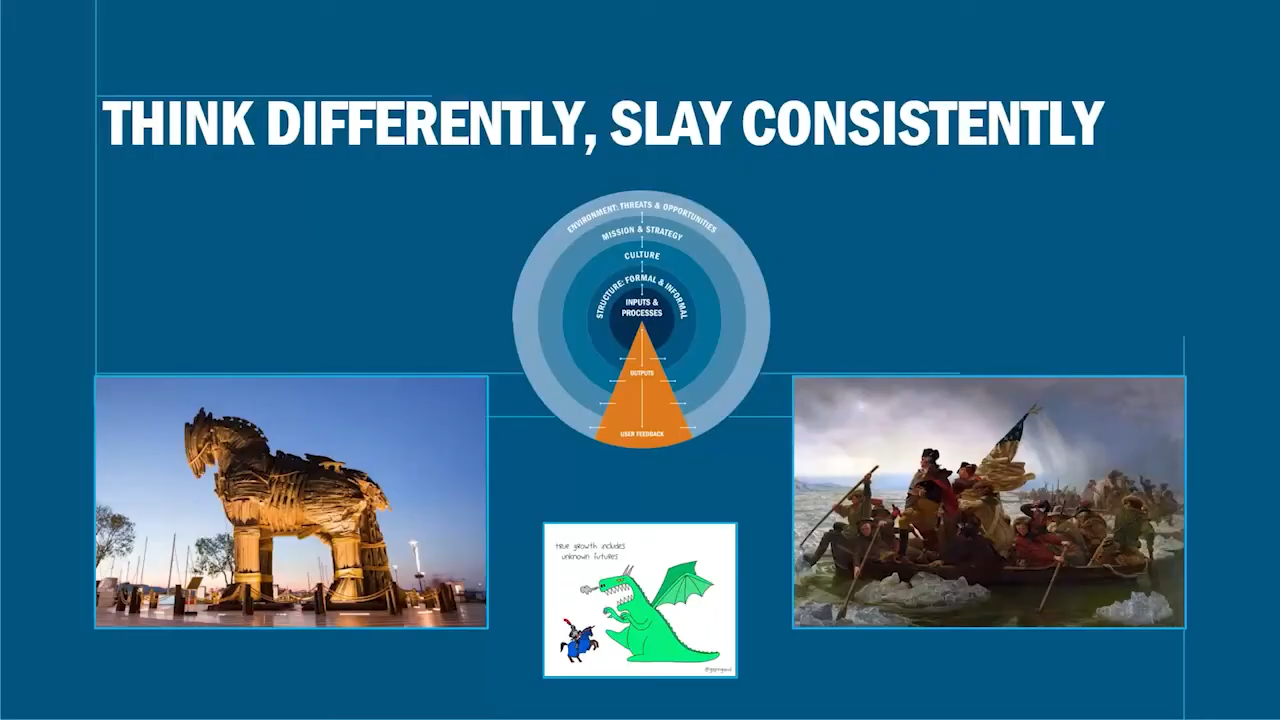 THINK DIFFERENTLY, SLAY CONSISTENTLY
ENVIRONMENT: THREATS & OPPORTUNITIES
MISSION & STRATEGY
CULTURE
STRUCTURE: FORMAL & INFORMAL
INPUTS &
PROCESSES
OUTPUTS
USER FEEDBACK
true growth includes
unknown futures